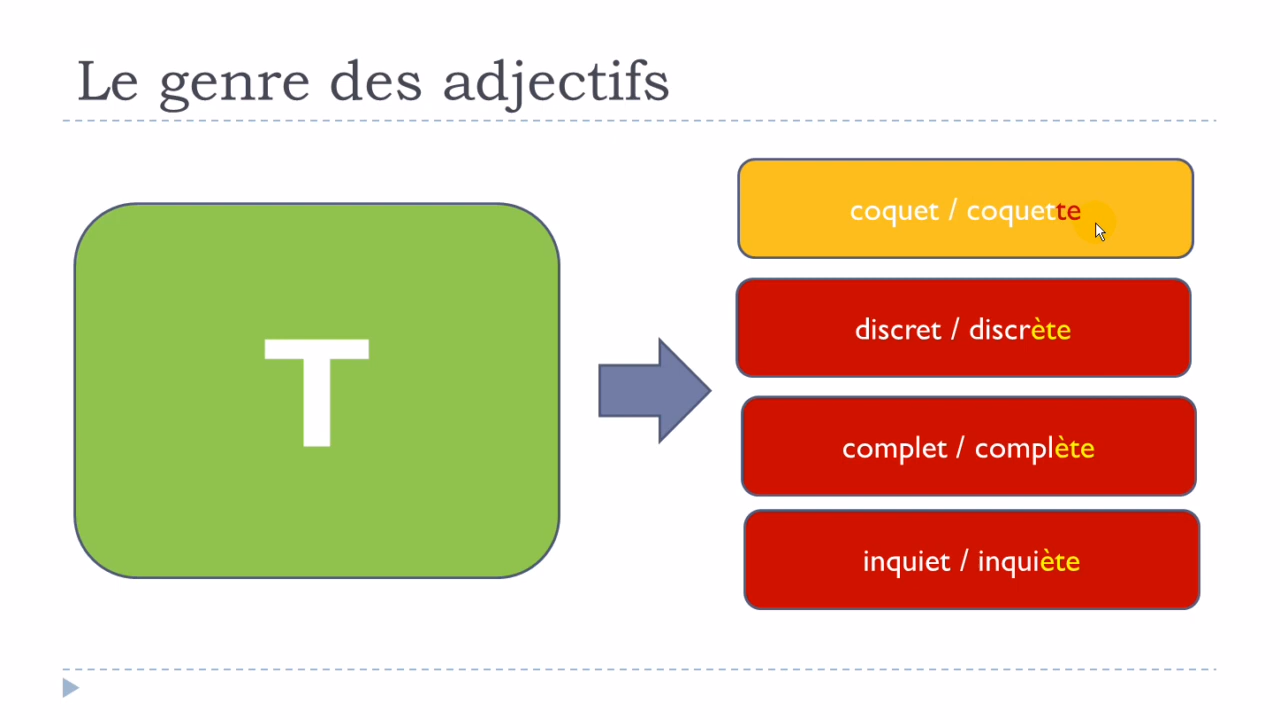 Le genre des adjectifs
T
coquet / coquette
discret / discrète
complet / complète
inquiet / inquiète